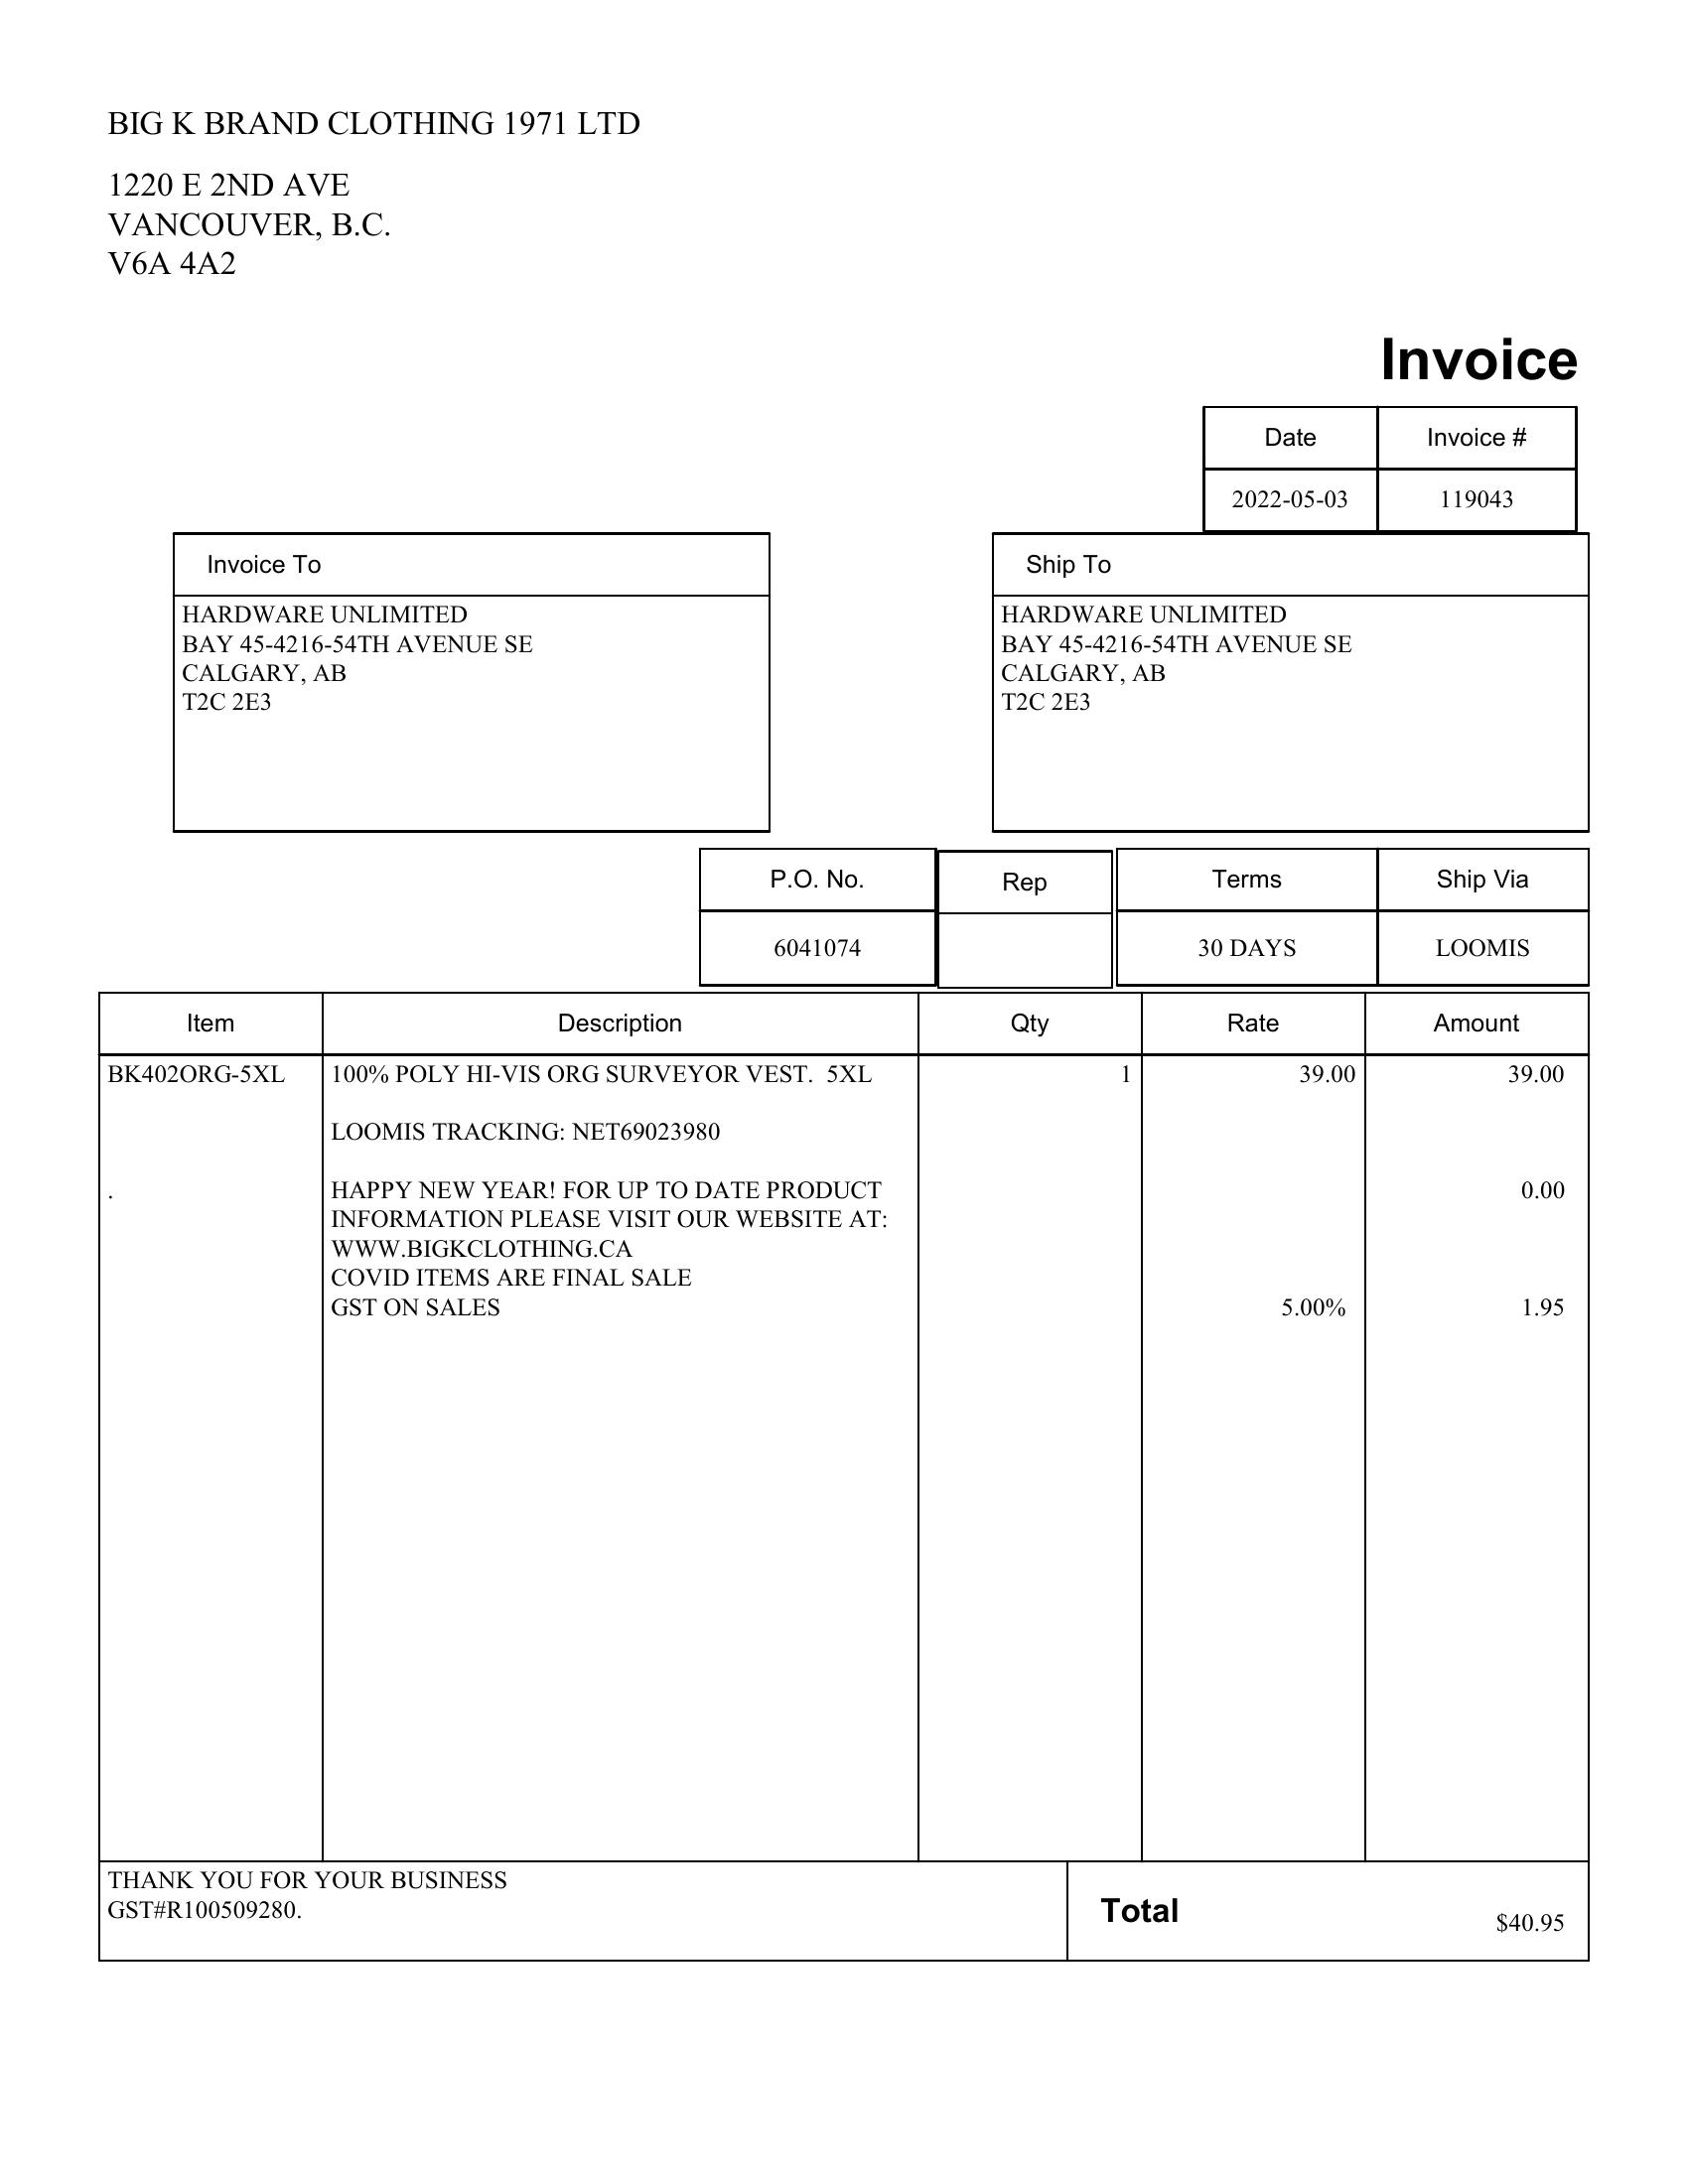 BIG K BRAND CLOTHING 1971 LTD
1220 E 2ND AVE
VANCOUVER, B.C.
V6A 4A2
Invoice
Date Invoice #
2022-05-03 119043
Invoice To
HARDWARE UNLIMITED
BAY 45-4216-54TH AVENUE SE
CALGARY, AB
T2C 2E3
Ship To
HARDWARE UNLIMITED
BAY 45-4216-54TH AVENUE SE
CALGARY, AB
T2C 2E3
P.O. No. Rep Terms Ship Via
6041074 30 DAYS LOOMIS
Item Description Qty Rate Amount
BK402ORG-5XL 100% POLY HI-VIS ORG SURVEYOR VEST. 5XL 1 39.00 39.00
LOOMIS TRACKING: NET69023980
. HAPPY NEW YEAR! FOR UP TO DATE PRODUCT 0.00
INFORMATION PLEASE VISIT OUR WEBSITE AT:
WWW.BIGKCLOTHING.CA
COVID ITEMS ARE FINAL SALE
GST ON SALES 5.00% 1.95
THANK YOU FOR YOUR BUSINESS
GST#R100509280.
Total $40.95